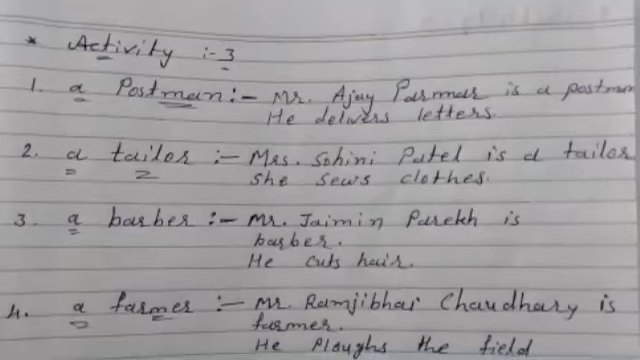 * Activity :- 3
1. a Postman :- Mr. Ajay Parmar is a postman
He delivers letters.
2. a tailor :- Mrs. Sohini Patel is a tailor
She sews clothes.
3. a barber :- Mr. Jaimin Parekh is
barber.
He cuts hair.
4. a farmer :- Mr. Ramjibhai Chaudhary is
farmer.
He Ploughs the field